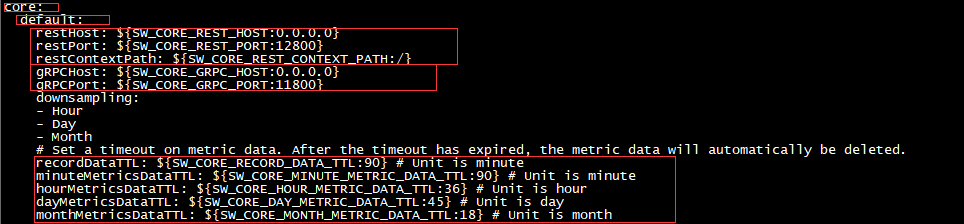 core:
  default:
    restHost: ${SW_CORE_REST_HOST:0.0.0.0}
    restPort: ${SW_CORE_REST_PORT:12800}
    restContextPath: ${SW_CORE_REST_CONTEXT_PATH:/}
    gRPCHost: ${SW_CORE_GRPC_HOST:0.0.0.0}
    gRPCPort: ${SW_CORE_GRPC_PORT:11800}
    downsampling:
    - Hour
    - Day
    - Month
    # Set a timeout on metric data. After the timeout has expired, the metric data will automatically be deleted.
    recordDataTTL: ${SW_CORE_RECORD_DATA_TTL:90} # Unit is minute
    minuteMetricsDataTTL: ${SW_CORE_MINUTE_METRIC_DATA_TTL:90} # Unit is minute
    hourMetricsDataTTL: ${SW_CORE_HOUR_METRIC_DATA_TTL:36} # Unit is hour
    dayMetricsDataTTL: ${SW_CORE_DAY_METRIC_DATA_TTL:45} # Unit is day
    monthMetricsDataTTL: ${SW_CORE_MONTH_METRIC_DATA_TTL:18} # Unit is month